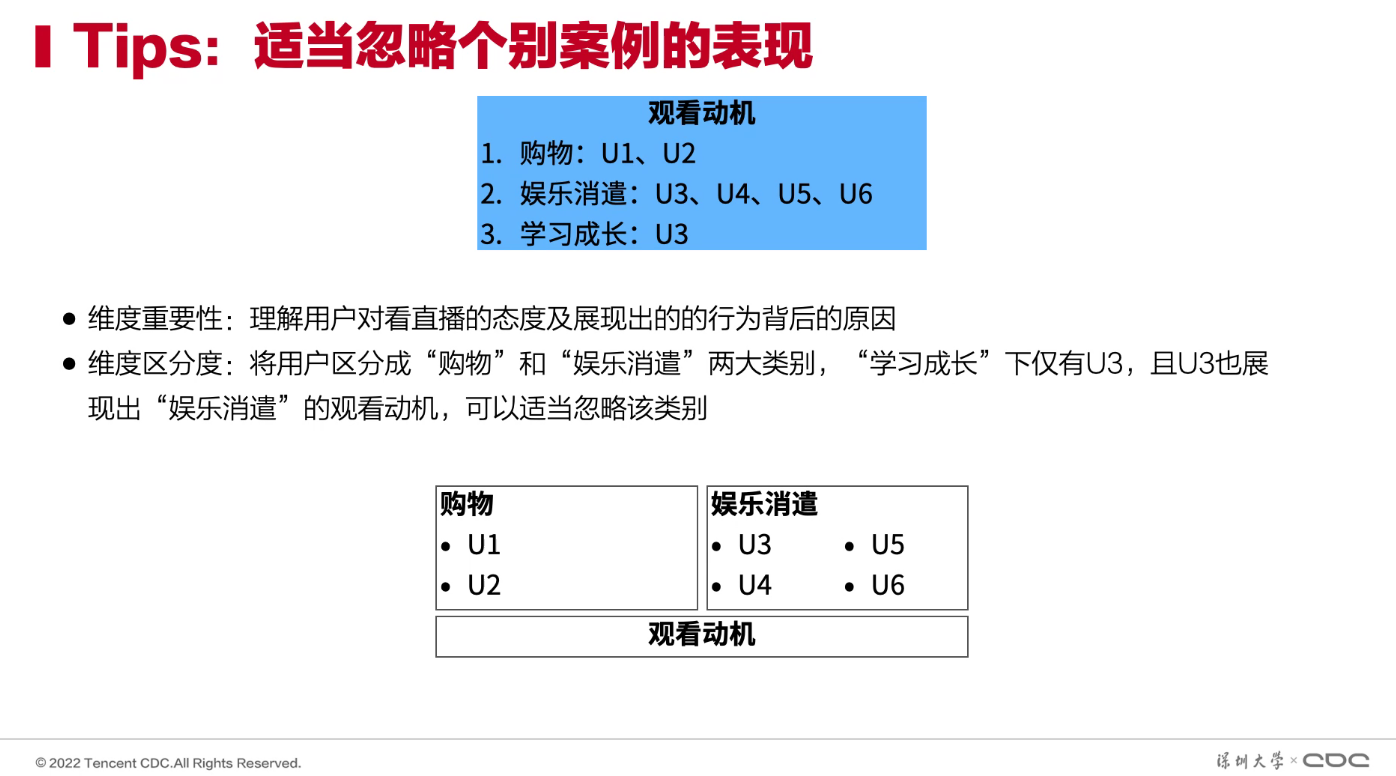 Tips：适当忽略个别案例的表现
观看动机
1. 购物：U1、U2
2. 娱乐消遣：U3、U4、U5、U6
3. 学习成长：U3
● 维度重要性：理解用户对看直播的态度及展现出的的行为背后的原因
● 维度区分度：将用户区分成“购物”和“娱乐消遣”两大类别，“学习成长”下仅有U3，且U3也展
现出“娱乐消遣”的观看动机，可以适当忽略该类别
购物
• U1
• U2
娱乐消遣
• U3 • U5
• U4 • U6
观看动机
© 2022 Tencent CDC.All Rights Reserved.
深圳大学 × CDC